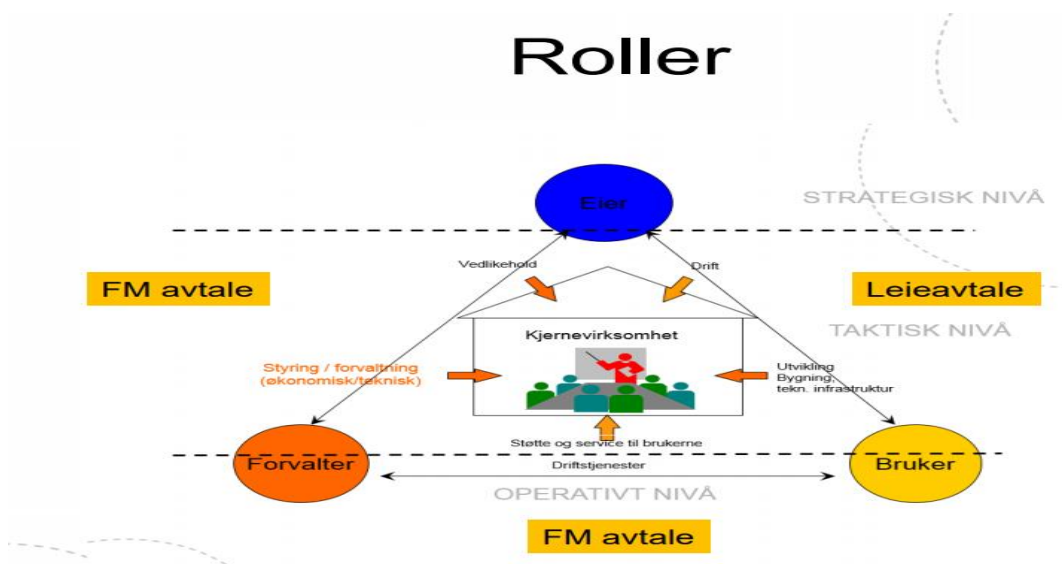 Roller
Eier
STRATEGISK NIVÅ
Vedlikehold
Drift
FM avtale
Leieavtale
TAKTISK NIVÅ
Kjernevirksomhet
Styring / forvaltning
(økonomisk/teknisk)
Utvikling
Bygning,
tekn. infrastruktur
Støtte og service til brukerne
Forvalter
Driftstjenester
Bruker
OPERATIVT NIVÅ
FM avtale